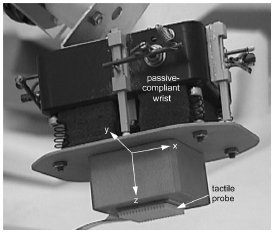 passive-
compliant
wrist
y
x
z
tactile
probe